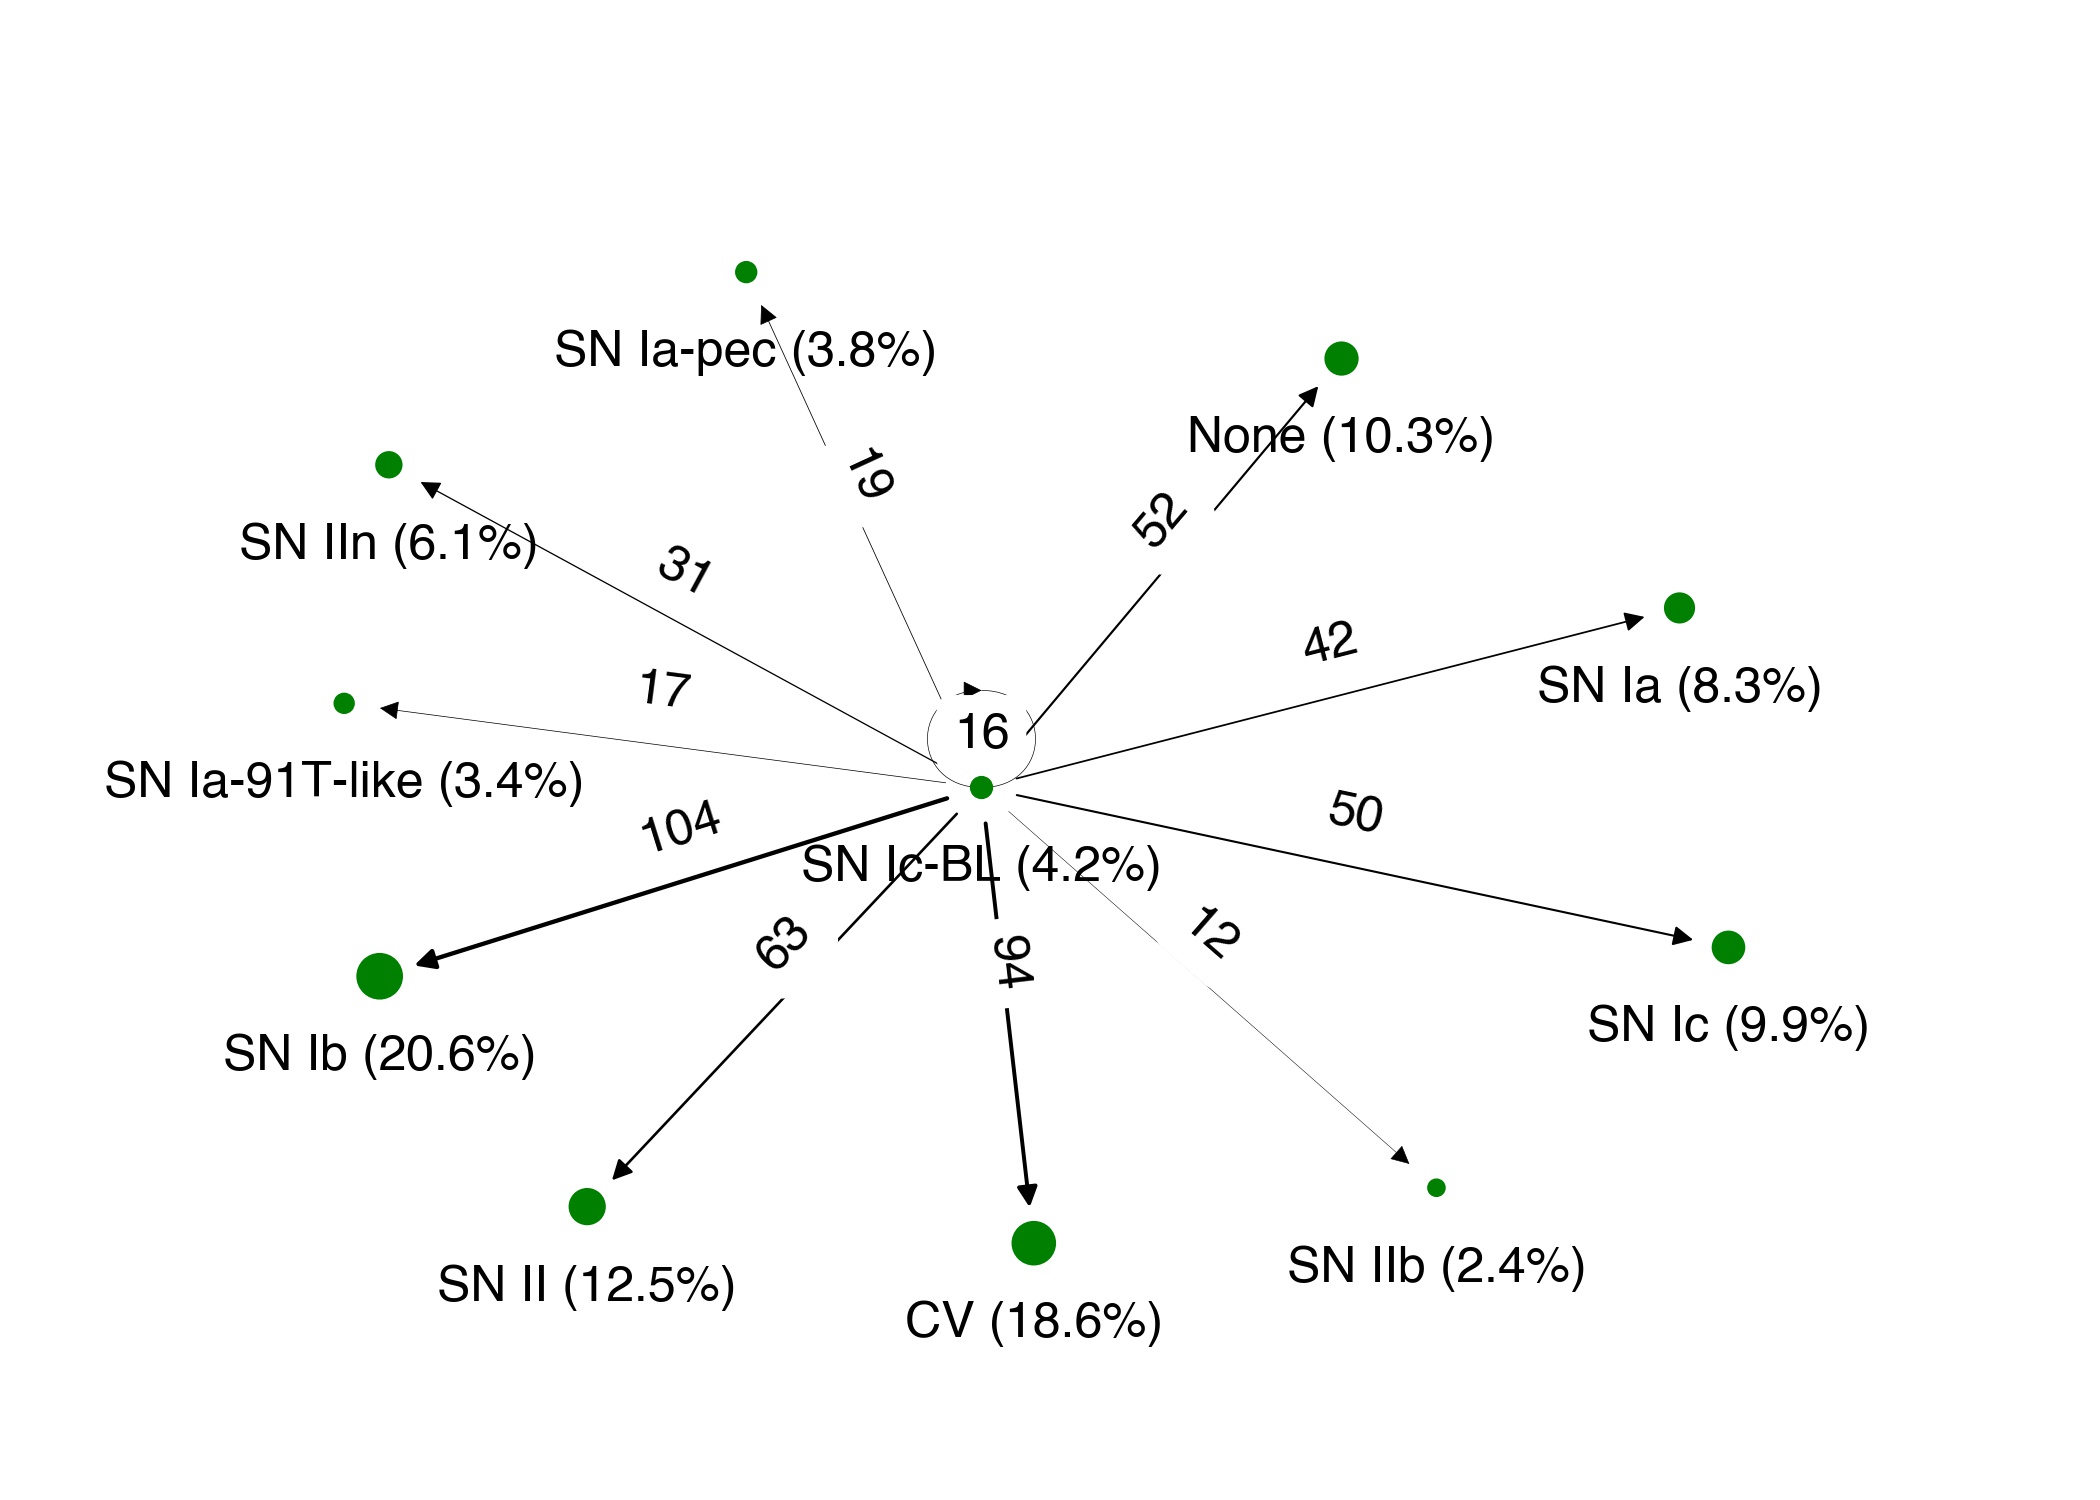 SN Ia-pec (3.8%)
None (10.3%)
19
52
SN IIn (6.1%)
31
42
17
SN Ia (8.3%)
16
SN Ia-91T-like (3.4%)
104
50
SN Ic-BL (4.2%)
63
94
12
SN Ib (20.6%)
SN Ic (9.9%)
SN II (12.5%)
SN IIb (2.4%)
CV (18.6%)